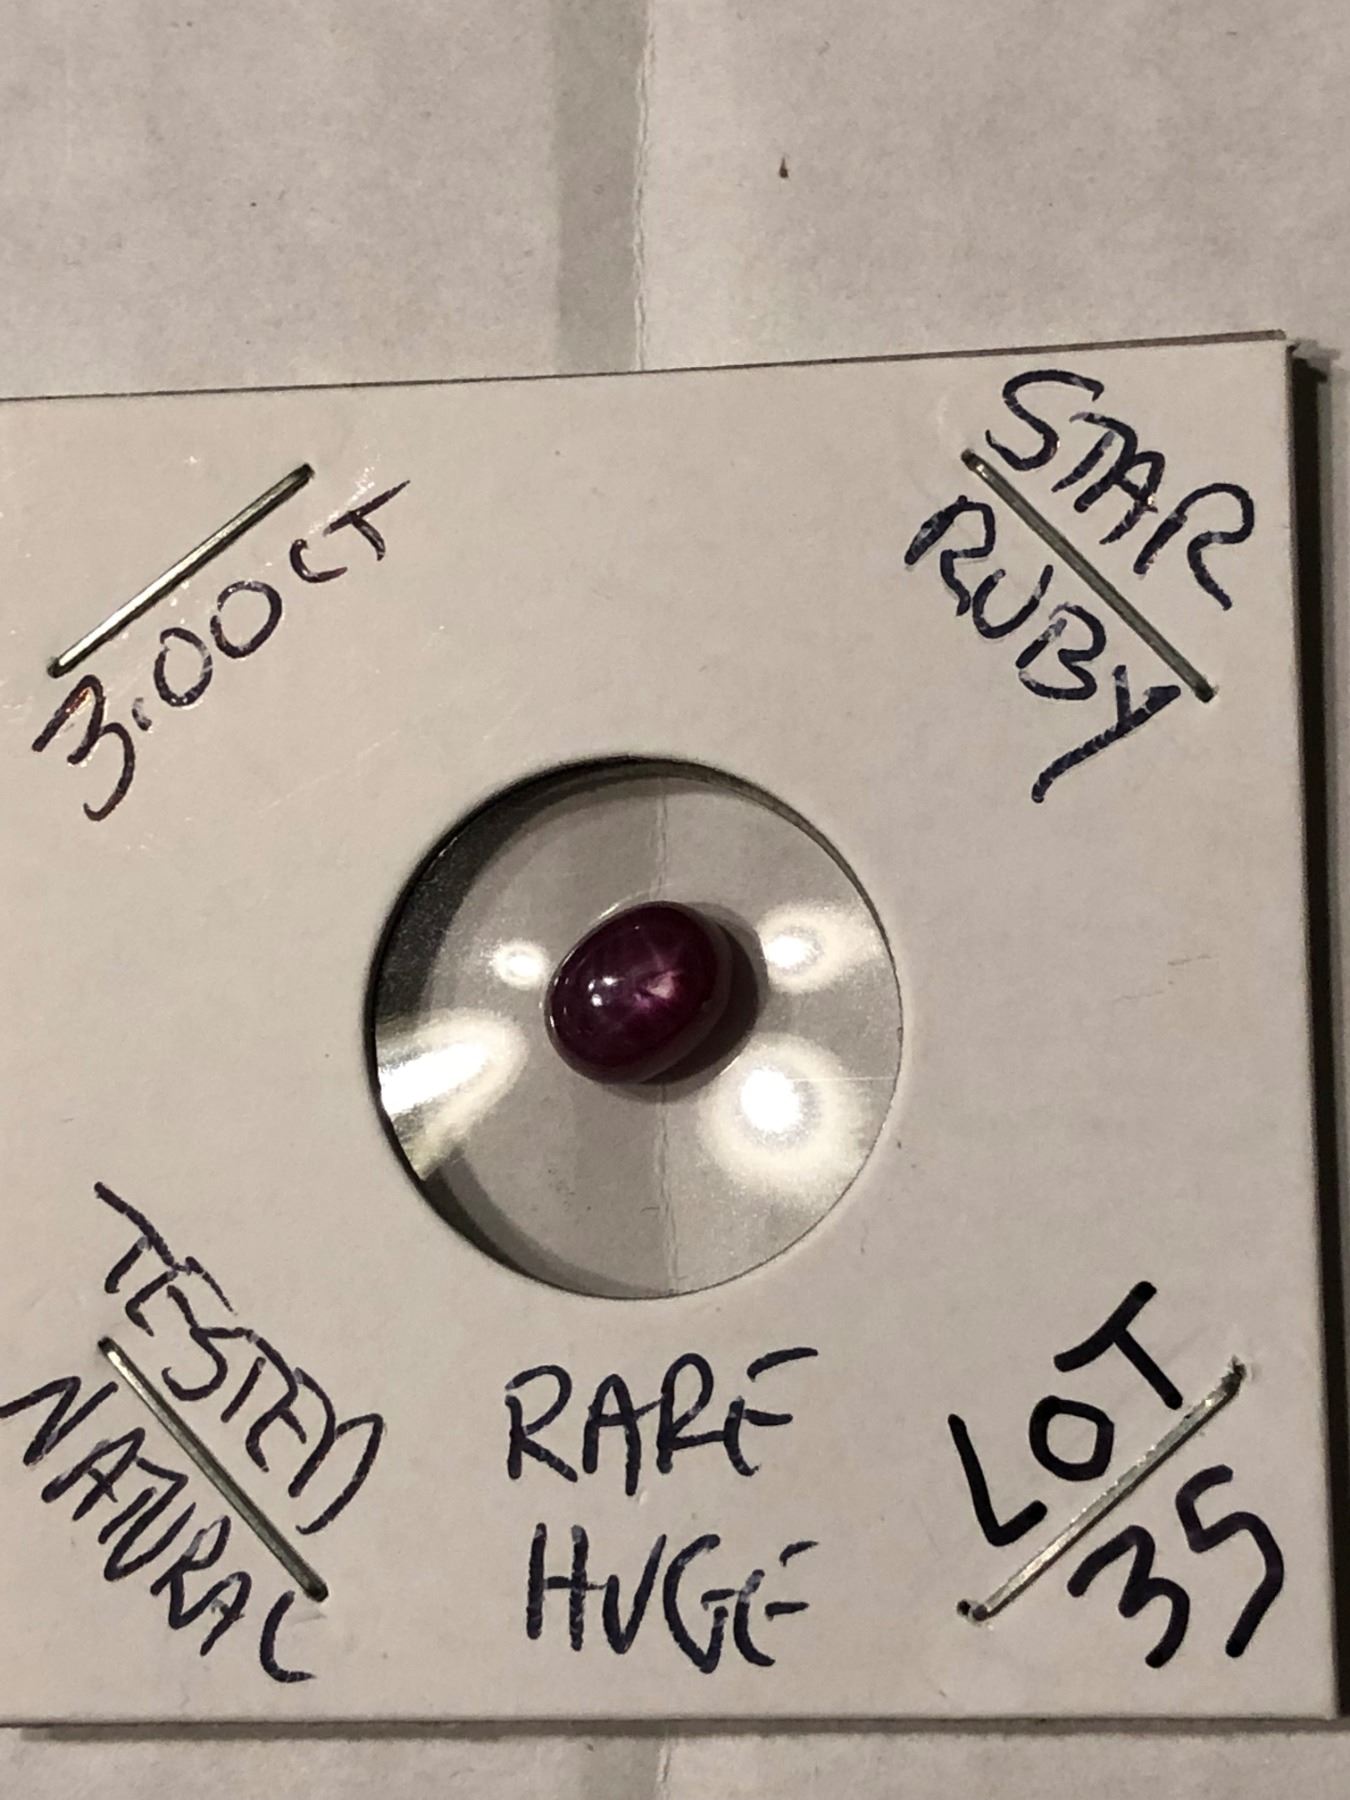 3.00CT
STAR
RUBY
TESTED
NATURAL
RARE
HUGE
LOT
35